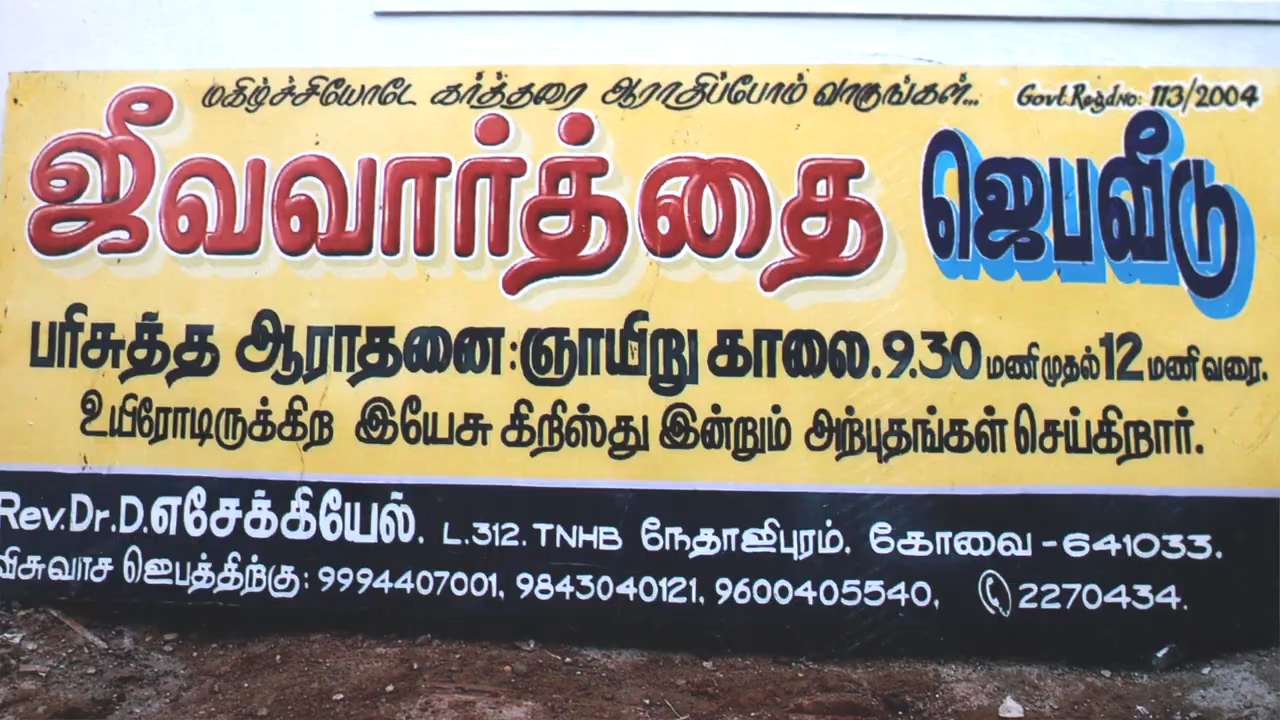 மகிழ்ச்சியோடே கர்த்தரை ஆராதிப்போம் வாருங்கள்... Govt.Regd No: 113/2004
ஜீவவார்த்தை ஜெபவீடு
பரிசுத்த ஆராதனை: ஞாயிறு காலை.9.30 மணி முதல் 12 மணி வரை.
உயிரோடிருக்கிற இயேசு கிறிஸ்து இன்றும் அற்புதங்கள் செய்கிறார்.
Rev.Dr.D.எசேக்கியேல். L.312. TNHB நேதாஜிபுரம். கோவை - 641033.
விசுவாச ஜெபத்திற்கு: 9994407001, 9843040121, 9600405540, 2270434.